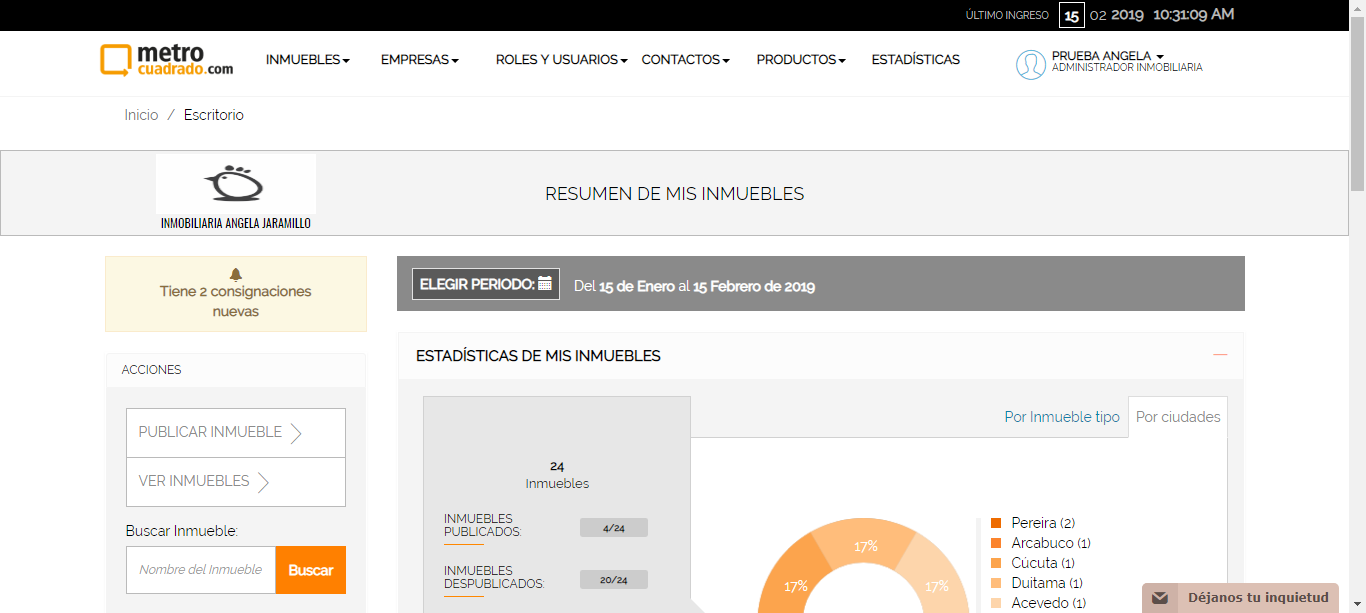 ÚLTIMO INGRESO 15 02 2019 10:31:09 AM
metro
cuadrado.com
INMUEBLES EMPRESAS ROLES Y USUARIOS CONTACTOS PRODUCTOS ESTADÍSTICAS
PRUEBA ANGELA
ADMINISTRADOR INMOBILIARIA
Inicio / Escritorio
INMOBILIARIA ANGELA JARAMILLO
RESUMEN DE MIS INMUEBLES
Tiene 2 consignaciones
nuevas
ACCIONES
PUBLICAR INMUEBLE
VER INMUEBLES
Buscar Inmueble:
Nombre del Inmueble
Buscar
ELEGIR PERIODO: Del 15 de Enero al 15 Febrero de 2019
ESTADÍSTICAS DE MIS INMUEBLES
Por Inmueble tipo Por ciudades
24
Inmuebles
INMUEBLES
PUBLICADOS:
4/24
INMUEBLES
DESPUBLICADOS:
20/24
17%
17%
17%
Pereira (2)
Arcabuco (1)
Cúcuta (1)
Duitama (1)
Acevedo (1)
Déjanos tu inquietud